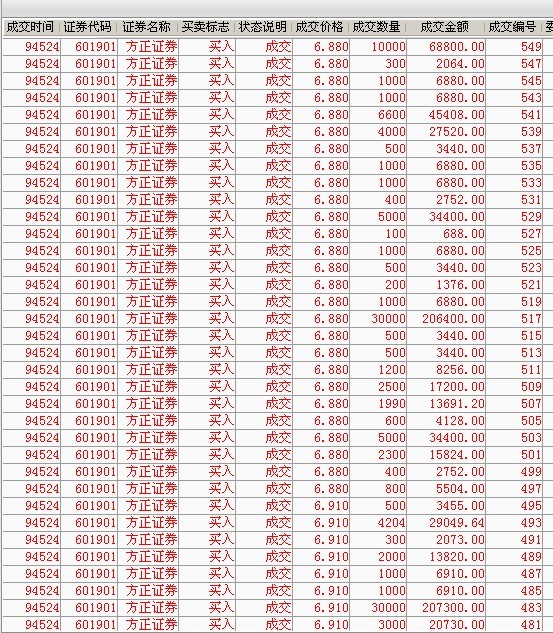 成交时间 证券代码 证券名称 买卖标志 状态说明 成交价格 成交数量 成交金额 成交编号
94524 601901 方正证券 买入 成交 6.880 10000 68800.00 549
94524 601901 方正证券 买入 成交 6.880 300 2064.00 547
94524 601901 方正证券 买入 成交 6.880 1000 6880.00 545
94524 601901 方正证券 买入 成交 6.880 1000 6880.00 543
94524 601901 方正证券 买入 成交 6.880 6600 45408.00 541
94524 601901 方正证券 买入 成交 6.880 4000 27520.00 539
94524 601901 方正证券 买入 成交 6.880 500 3440.00 537
94524 601901 方正证券 买入 成交 6.880 1000 6880.00 535
94524 601901 方正证券 买入 成交 6.880 1000 6880.00 533
94524 601901 方正证券 买入 成交 6.880 400 2752.00 531
94524 601901 方正证券 买入 成交 6.880 5000 34400.00 529
94524 601901 方正证券 买入 成交 6.880 100 688.00 527
94524 601901 方正证券 买入 成交 6.880 1000 6880.00 525
94524 601901 方正证券 买入 成交 6.880 500 3440.00 523
94524 601901 方正证券 买入 成交 6.880 200 1376.00 521
94524 601901 方正证券 买入 成交 6.880 1000 6880.00 519
94524 601901 方正证券 买入 成交 6.880 30000 206400.00 517
94524 601901 方正证券 买入 成交 6.880 500 3440.00 515
94524 601901 方正证券 买入 成交 6.880 500 3440.00 513
94524 601901 方正证券 买入 成交 6.880 1200 8256.00 511
94524 601901 方正证券 买入 成交 6.880 2500 17200.00 509
94524 601901 方正证券 买入 成交 6.880 1990 13691.20 507
94524 601901 方正证券 买入 成交 6.880 600 4128.00 505
94524 601901 方正证券 买入 成交 6.880 5000 34400.00 503
94524 601901 方正证券 买入 成交 6.880 2300 15824.00 501
94524 601901 方正证券 买入 成交 6.880 400 2752.00 499
94524 601901 方正证券 买入 成交 6.880 800 5504.00 497
94524 601901 方正证券 买入 成交 6.910 500 3455.00 495
94524 601901 方正证券 买入 成交 6.910 4204 29049.64 493
94524 601901 方正证券 买入 成交 6.910 300 2073.00 491
94524 601901 方正证券 买入 成交 6.910 2000 13820.00 489
94524 601901 方正证券 买入 成交 6.910 1000 6910.00 487
94524 601901 方正证券 买入 成交 6.910 1000 6910.00 485
94524 601901 方正证券 买入 成交 6.910 30000 207300.00 483
94524 601901 方正证券 买入 成交 6.910 3000 20730.00 481